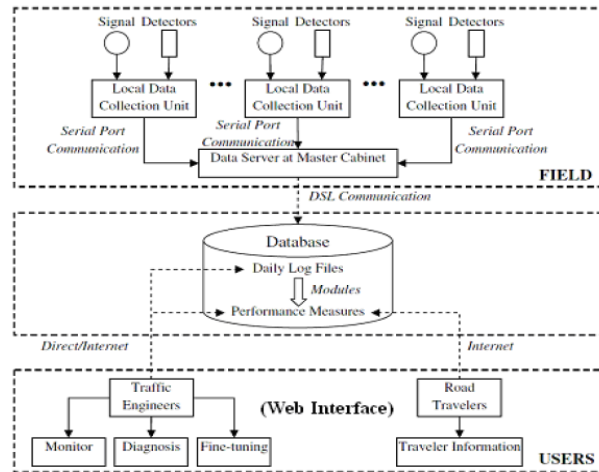 Signal Detectors
Signal Detectors
Signal Detectors
Local Data
Collection Unit
•••
Local Data
Collection Unit
•••
Local Data
Collection Unit
Serial Port
Communication
Serial Port
Communication
Serial Port
Communication
Data Server at Master Cabinet
FIELD
DSL Communication
Database
Daily Log Files
Modules
Performance Measures
Direct/Internet
Internet
Traffic
Engineers
(Web Interface)
Road
Travelers
Monitor
Diagnosis
Fine-tuning
Traveler Information
USERS